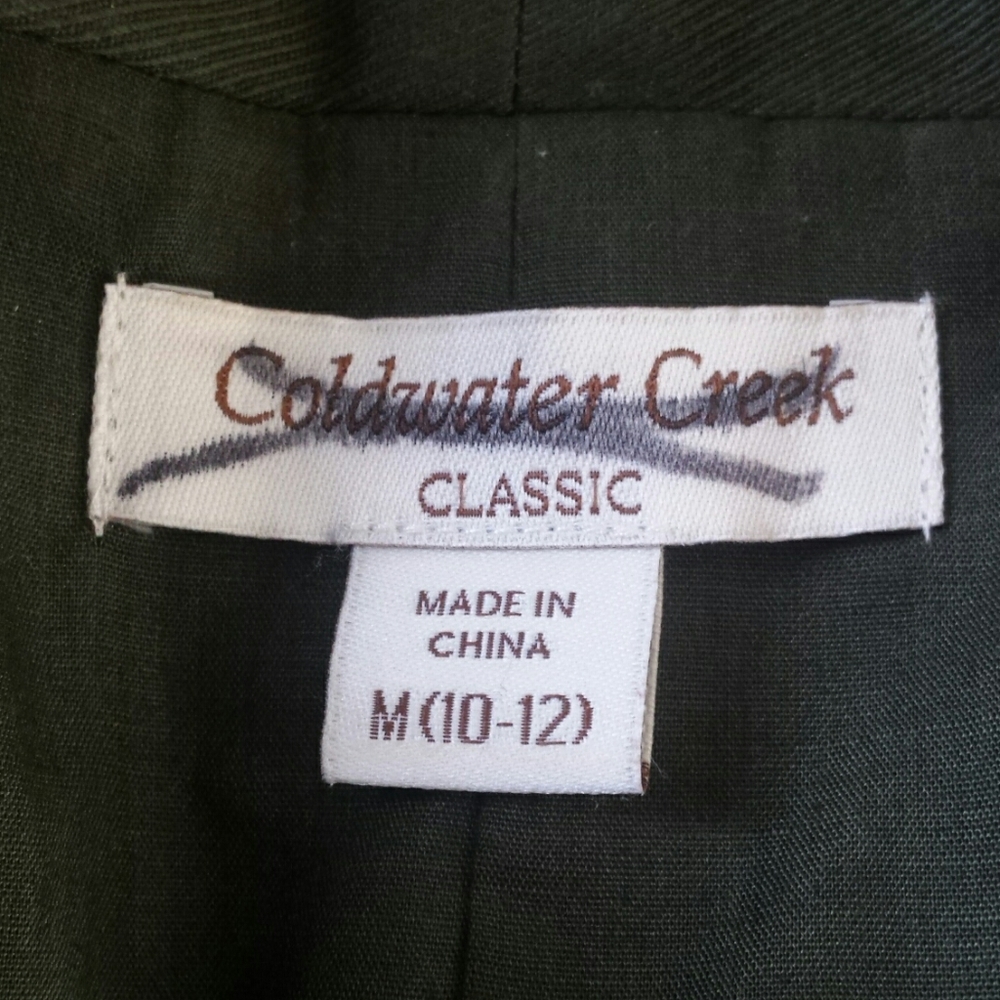 Coldwater Creek
CLASSIC
MADE IN
CHINA
M(10-12)